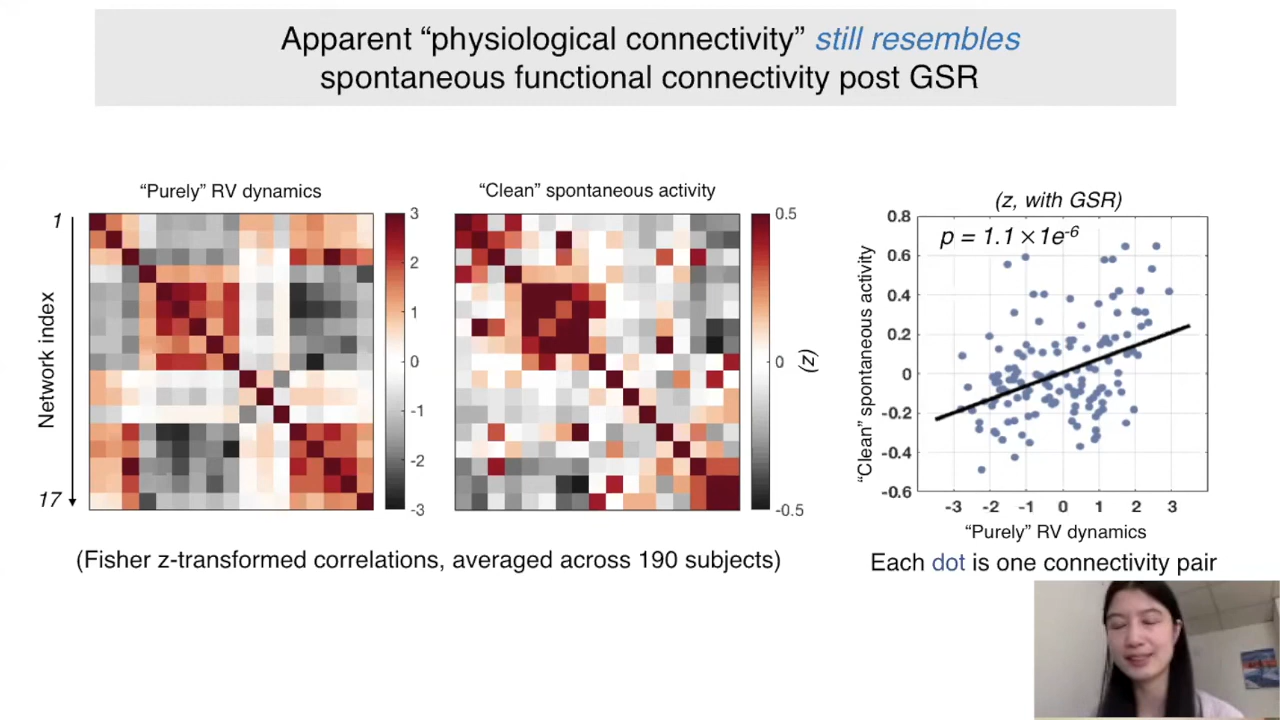 Apparent “physiological connectivity” still resembles
spontaneous functional connectivity post GSR
“Purely” RV dynamics
“Clean” spontaneous activity
Network index
1
17
3
2
1
0
-1
-2
-3
0.5
0
-0.5
(z)
(z, with GSR)
p = 1.1×1e-6
“Clean” spontaneous activity
0.8
0.6
0.4
0.2
0
-0.2
-0.4
-0.6
-3 -2 -1 0 1 2 3
“Purely” RV dynamics
(Fisher z-transformed correlations, averaged across 190 subjects)
Each dot is one connectivity pair